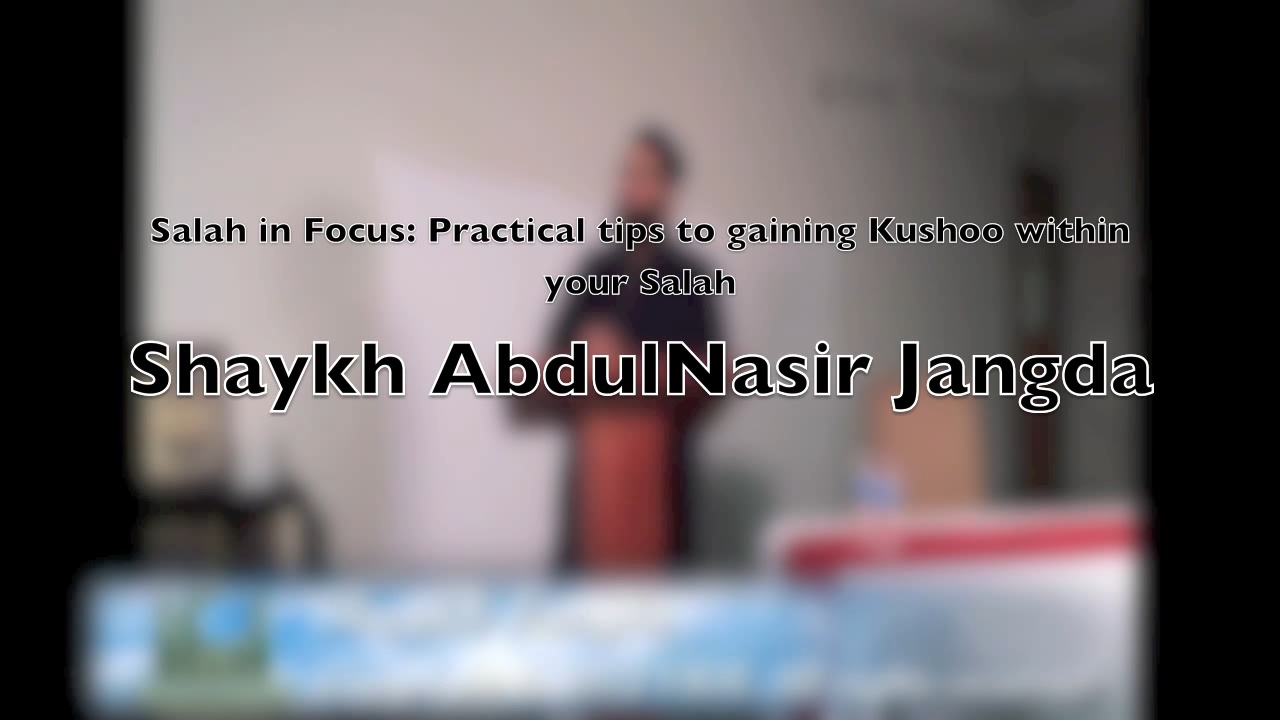 Salah in Focus: Practical tips to gaining Kushoo within
your Salah
Shaykh AbdulNasir Jangda